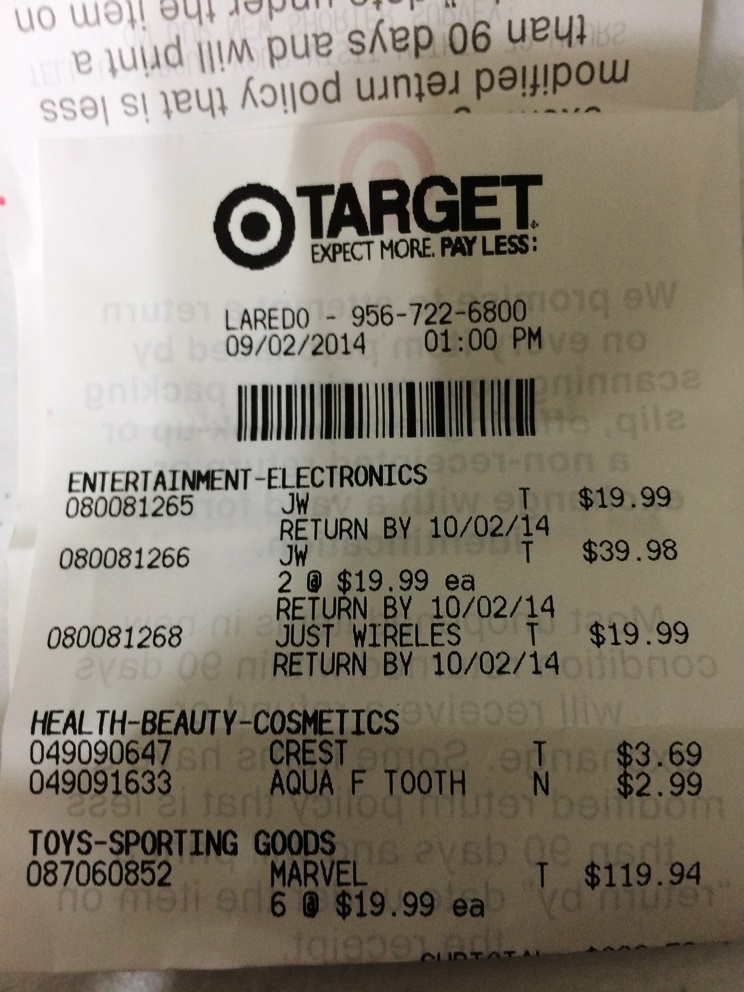 modified return policy that is less
than 90 days and will print a
TARGET
EXPECT MORE. PAY LESS:
LAREDO - 956-722-6800
09/02/2014 01:00 PM
ENTERTAINMENT-ELECTRONICS
080081265 JW T $19.99
RETURN BY 10/02/14
080081266 JW T $39.98
2 @ $19.99 ea
RETURN BY 10/02/14
080081268 JUST WIRELES T $19.99
RETURN BY 10/02/14
HEALTH-BEAUTY-COSMETICS
049090647 CREST T $3.69
049091633 AQUA F TOOTH N $2.99
TOYS-SPORTING GOODS
087060852 MARVEL T $119.94
6 @ $19.99 ea
SUBTOTAL